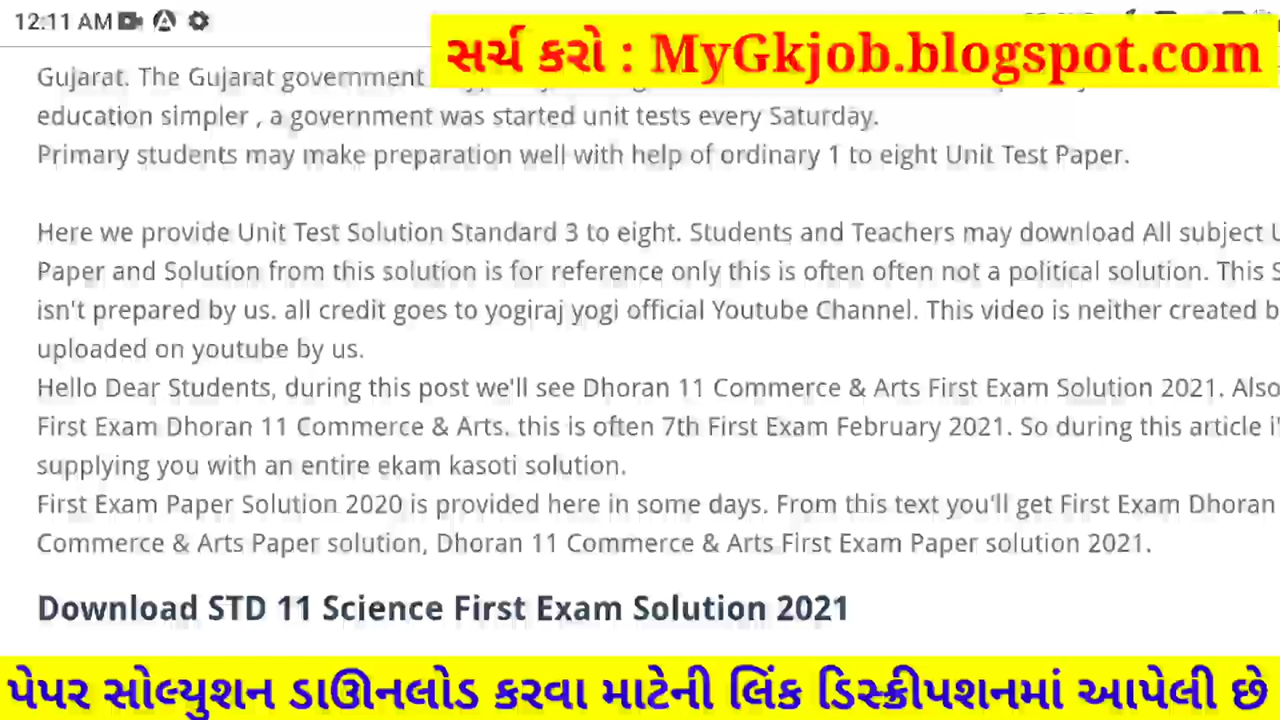 12:11 AM
સર્ચ કરો : MyGkjob.blogspot.com
Gujarat. The Gujarat government
education simpler , a government was started unit tests every Saturday.
Primary students may make preparation well with help of ordinary 1 to eight Unit Test Paper.
Here we provide Unit Test Solution Standard 3 to eight. Students and Teachers may download All subject U
Paper and Solution from this solution is for reference only this is often often not a political solution. This S
isn't prepared by us. all credit goes to yogiraj yogi official Youtube Channel. This video is neither created b
uploaded on youtube by us.
Hello Dear Students, during this post we'll see Dhoran 11 Commerce & Arts First Exam Solution 2021. Also
First Exam Dhoran 11 Commerce & Arts. this is often 7th First Exam February 2021. So during this article i'
supplying you with an entire ekam kasoti solution.
First Exam Paper Solution 2020 is provided here in some days. From this text you'll get First Exam Dhoran
Commerce & Arts Paper solution, Dhoran 11 Commerce & Arts First Exam Paper solution 2021.
Download STD 11 Science First Exam Solution 2021
પેપર સોલ્યુશન ડાઊનલોડ કરવા માટેની લિંક ડિસ્ક્રીપશનમાં આપેલી છે